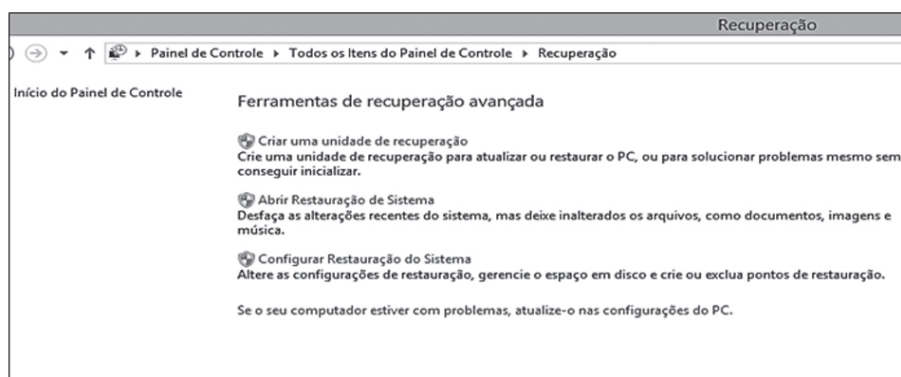 Recuperação
Painel de Controle Todos os Itens do Painel de Controle Recuperação
Início do Painel de Controle
Ferramentas de recuperação avançada
Criar uma unidade de recuperação
Crie uma unidade de recuperação para atualizar ou restaurar o PC, ou para solucionar problemas mesmo sem
conseguir inicializar.
Abrir Restauração de Sistema
Desfaça as alterações recentes do sistema, mas deixe inalterados os arquivos, como documentos, imagens e
música.
Configurar Restauração do Sistema
Altere as configurações de restauração, gerencie o espaço em disco e crie ou exclua pontos de restauração.
Se o seu computador estiver com problemas, atualize-o nas configurações do PC.